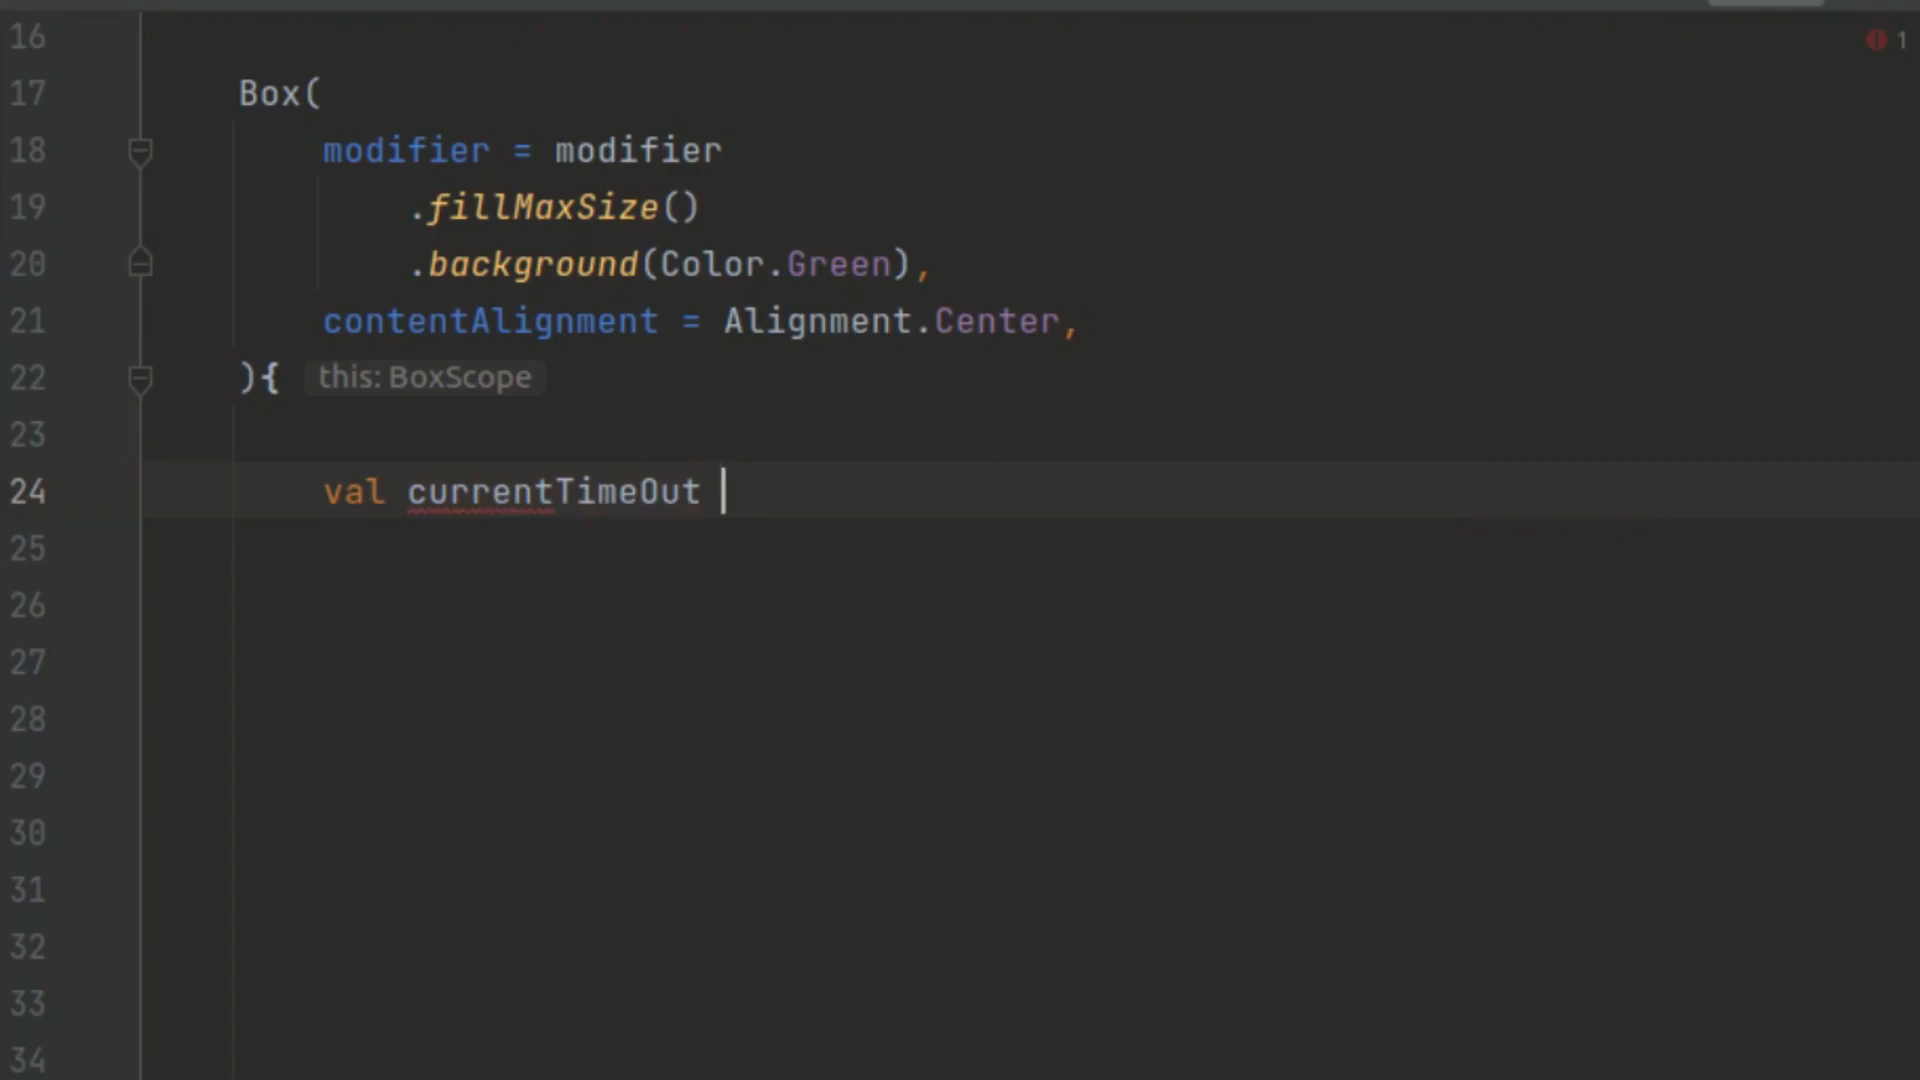 16
1
17 Box(
18 modifier = modifier
19 .fillMaxSize()
20 .background(Color.Green),
21 contentAlignment = Alignment.Center,
22 ){ this: BoxScope
23
24 val currentTimeOut
25
26
27
28
29
30
31
32
33
34